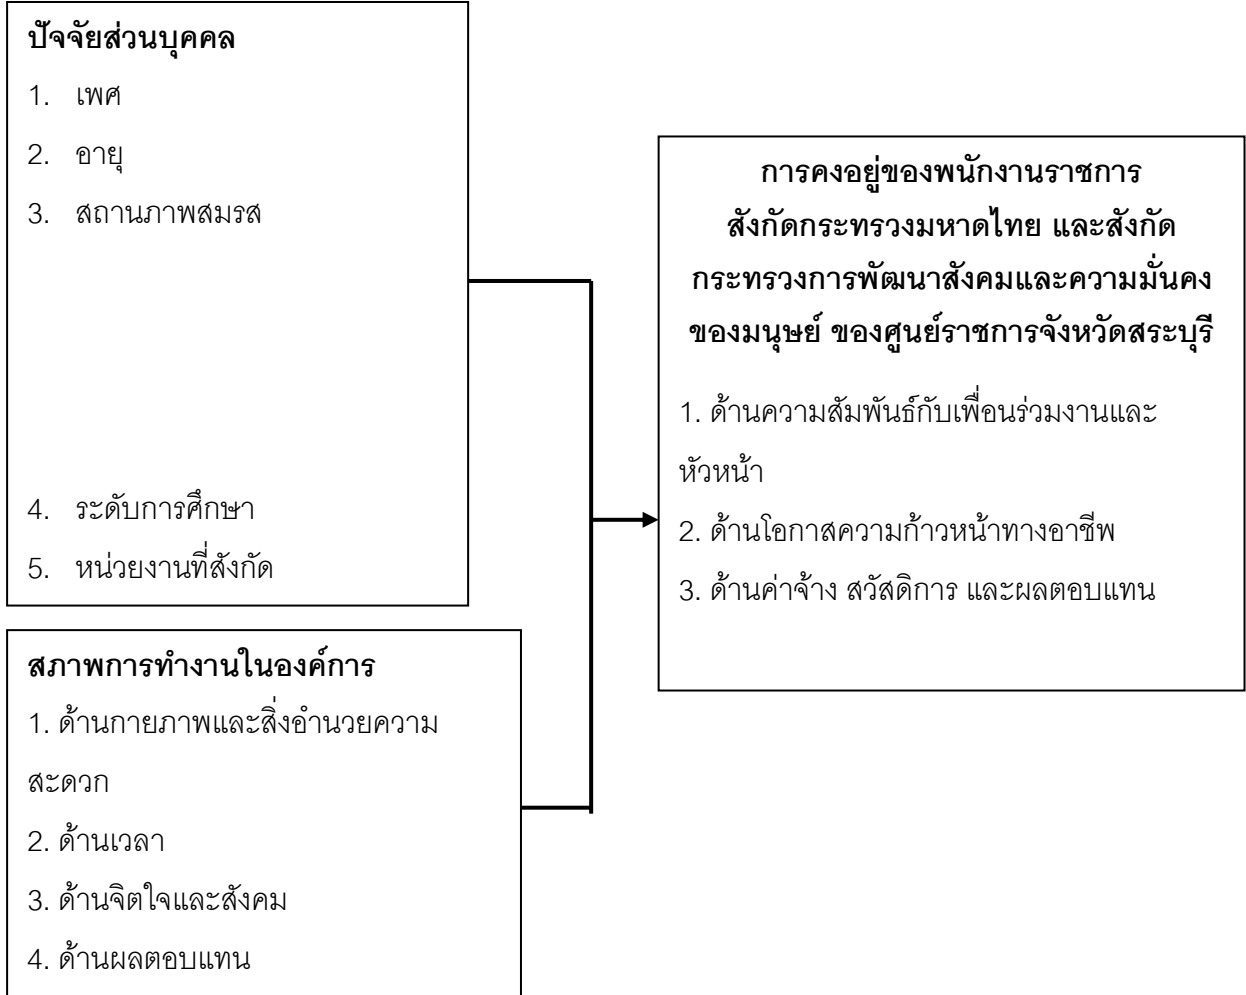 ปัจจัยส่วนบุคคล
1. เพศ
2. อายุ
3. สถานภาพสมรส
4. ระดับการศึกษา
5. หน่วยงานที่สังกัด
สภาพการทำงานในองค์การ
1. ด้านกายภาพและสิ่งอำนวยความ
สะดวก
2. ด้านเวลา
3. ด้านจิตใจและสังคม
4. ด้านผลตอบแทน
การคงอยู่ของพนักงานราชการ
สังกัดกระทรวงมหาดไทย และสังกัด
กระทรวงการพัฒนาสังคมและความมั่นคง
ของมนุษย์ ของศูนย์ราชการจังหวัดสระบุรี
1. ด้านความสัมพันธ์กับเพื่อนร่วมงานและ
หัวหน้า
2. ด้านโอกาสความก้าวหน้าทางอาชีพ
3. ด้านค่าจ้าง สวัสดิการ และผลตอบแทน